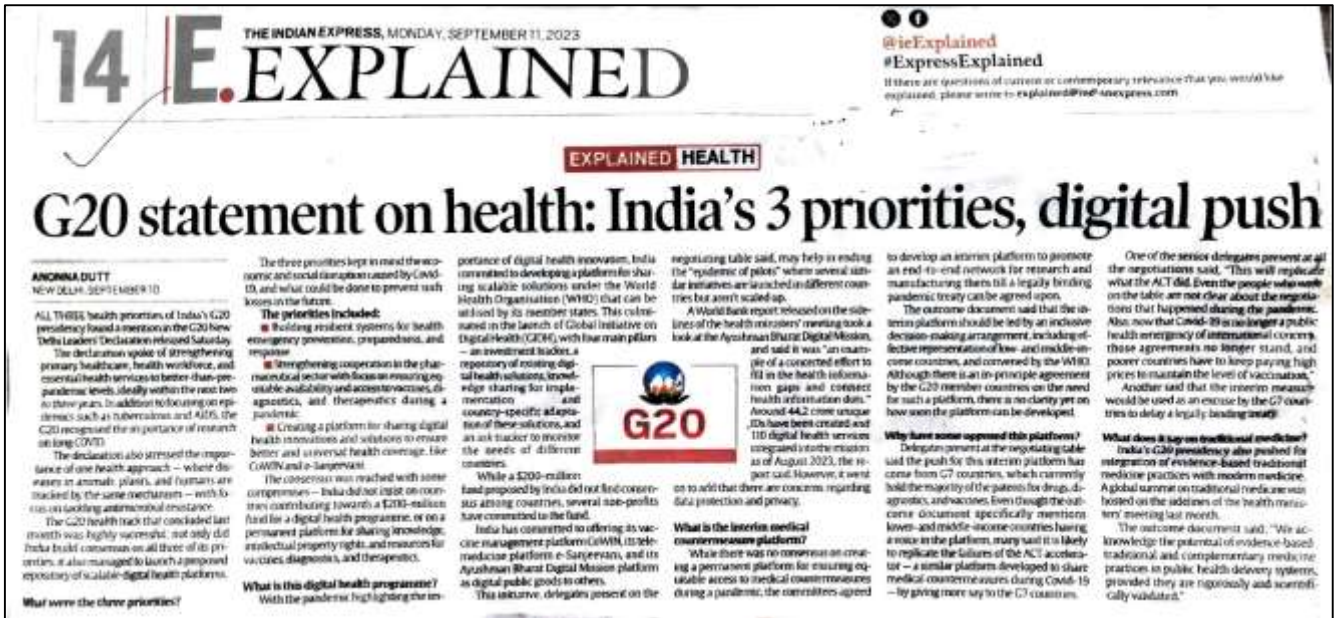 14
E.
THE INDIAN EXPRESS, MONDAY, SEPTEMBER 11, 2023
EXPLAINED
@ieExplained
#ExpressExplained
If there are questions of current or contemporary relevance that you would like
explained, please write to
EXPLAINED HEALTH
G20 statement on health: India's 3 priorities, digital push
ANONNA DUTT
NEW DELHI, SEPTEMBER 10
ALL THREE health priorities of India's G20
presidency found a mention in the G20 New
Delhi Leaders' Declaration released Saturday.
The declaration spoke of strengthening
primary healthcare, health workforce, and
essential health services to better-than-pre-
pandemic levels, ideally within the next two
to three years. In addition to focusing on epi-
demics such as tuberculosis and AIDS, the
G20 recognised the importance of research
on long COVID.
The declaration also stressed the impor-
tance of one health approach — where dis-
eases in animals, plants, and humans are
tracked by the same mechanism — with fo-
cus on tackling antimicrobial resistance.
The G20 health track that concluded last
month was highly successful, not only did
India build consensus on all three of its pri-
orities, it also managed to launch a proposed
repository of scalable digital health platforms.
What were the three priorities?
The three priorities kept in mind the eco-
nomic and social disruption caused by Covid-
19, and what could be done to prevent such
losses in the future.
The priorities included:
■ Building resilient systems for health
emergency prevention, preparedness, and
response
■ Strengthening cooperation in the phar-
maceutical sector with focus on ensuring eq-
uitable availability and access to vaccines, di-
agnostics, and therapeutics during a
pandemic
■ Creating a platform for sharing digital
health innovations and solutions to ensure
better and universal health coverage, like
CoWIN and e-Sanjeevani.
The consensus was reached with some
compromises — India did not insist on coun-
tries contributing towards a $200-million
fund for a digital health programme, or on a
permanent platform for sharing knowledge,
intellectual property rights, and resources for
vaccines, diagnostics, and therapeutics.
What is this digital health programme?
With the pandemic highlighting the im-
portance of digital health innovation, India
committed to developing a platform for shar-
ing scalable solutions under the World
Health Organisation (WHO) that can be
utilised by its member states. This culmi-
nated in the launch of Global Initiative on
Digital Health (GIDH), with four main pillars
— an investment tracker, a
repository of existing digi-
tal health solutions, knowl-
edge sharing for imple-
mentation and
country-specific adapta-
tion of these solutions, and
an ask tracker to monitor
the needs of different
countries.
While a $200-million
fund proposed by India did not find consen-
sus among countries, several non-profits
have committed to the fund.
India has committed to offering its vac-
cine management platform CoWIN, its tele-
medicine platform e-Sanjeevani, and its
Ayushman Bharat Digital Mission platform
as digital public goods to others.
This initiative, delegates present on the
negotiating table said, may help in ending
the "epidemic of pilots" where several sim-
ilar initiatives are launched in different coun-
tries but aren't scaled up.
A World Bank report released on the side-
lines of the health ministers' meeting took a
look at the Ayushman Bharat Digital Mission,
and said it was "an exam-
ple of a concerted effort to
fill in the health informa-
tion gaps and connect
health information dots."
Around 44.2 crore unique
IDs have been created and
110 digital health services
integrated into the mission
as of August 2023, the re-
port said. However, it went
on to add that there are concerns regarding
data protection and privacy.
G20
What is the interim medical
countermeasure platform?
While there was no consensus on creat-
ing a permanent platform for ensuring eq-
uitable access to medical countermeasures
during a pandemic, the committees agreed
to develop an interim platform to promote
an end-to-end network for research and
manufacturing them till a legally binding
pandemic treaty can be agreed upon.
The outcome document said that the in-
terim platform should be led by an inclusive
decision-making arrangement, including ef-
fective representation of low- and middle-in-
come countries, and convened by the WHO.
Although there is an in-principle agreement
by the G20 member countries on the need
for such a platform, there is no clarity yet on
how soon the platform can be developed.
Why have some opposed this platform?
Delegates present at the negotiating table
said the push for this interim platform has
come from G7 countries, which currently
hold the majority of the patents for drugs, di-
agnostics, and vaccines. Even though the out-
come document specifically mentions
lower- and middle-income countries having
a voice in the platform, many said it is likely
to replicate the failures of the ACT accelera-
tor — a similar platform developed to share
medical countermeasures during Covid-19
— by giving more say to the G7 countries.
One of the senior delegates present at all
the negotiations said, "This will replicate
what the ACT did. Even the people who were
on the table are not clear about the negotia-
tions that happened during the pandemic.
Also, now that Covid-19 is no longer a public
health emergency of international concern,
those agreements no longer stand, and
poorer countries have to keep paying high
prices to maintain the level of vaccination."
Another said that the interim measure
would be used as an excuse by the G7 coun-
tries to delay a legally binding treaty.
What does it say on traditional medicine?
India's G20 presidency also pushed for
integration of evidence-based traditional
medicine practices with modern medicine.
A global summit on traditional medicine was
hosted on the sidelines of the health minis-
ters' meeting last month.
The outcome document said, "We ac-
knowledge the potential of evidence-based
traditional and complementary medicine
practices in public health delivery systems,
provided they are rigorously and scientifi-
cally validated."